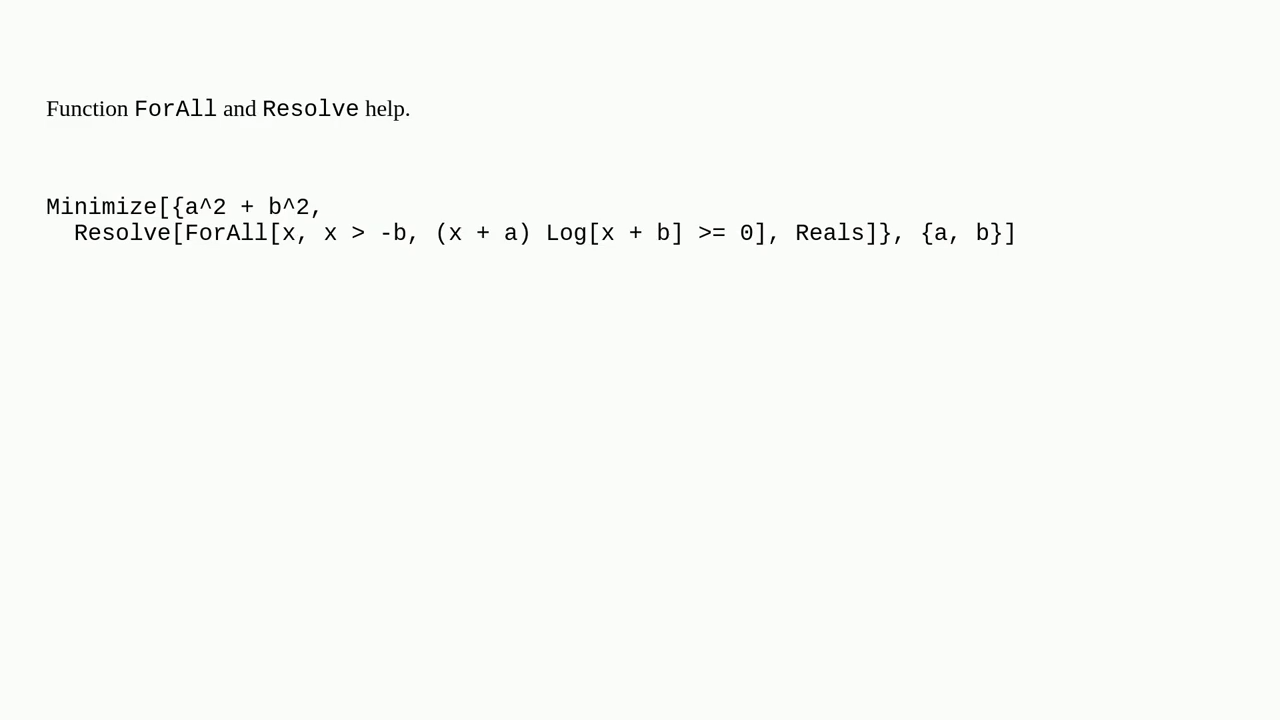 Function ForAll and Resolve help.
Minimize[{a^2 + b^2,
  Resolve[ForAll[x, x > -b, (x + a) Log[x + b] >= 0], Reals]}, {a, b}]